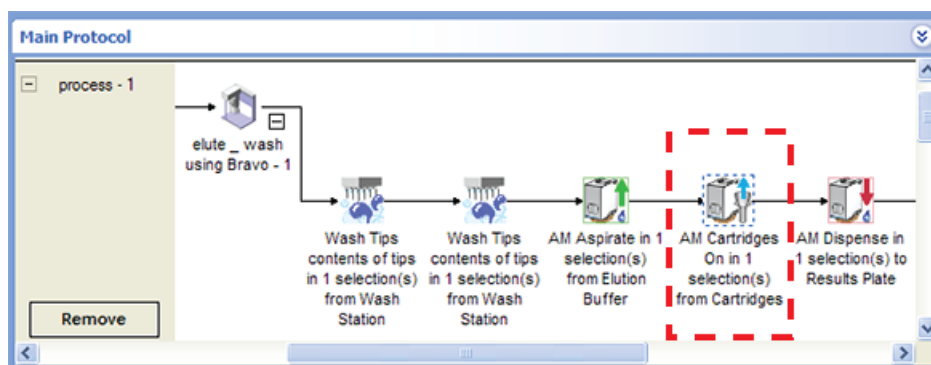 Main Protocol
process - 1
elute _ wash
using Bravo - 1
Wash Tips
contents of tips
in 1 selection(s)
from Wash
Station
Wash Tips
contents of tips
in 1 selection(s)
from Wash
Station
AM Aspirate in 1
selection(s)
from Elution
Buffer
AM Cartridges
On in 1
selection(s)
from Cartridges
AM Dispense in
1 selection(s) to
Results Plate
Remove